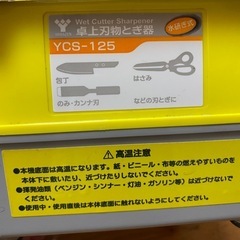 Wet Cutter Sharpener
卓上刃物とぎ器
水研ぎ式
YCS-125
包丁
はさみ
のみ・カンナ刃
などの刃とぎに
⚠高温注意
●本機底面は高温になります。紙・ビニール・布等の燃えやすいものを
本体下に敷いたり、近づけたりしないでください。
●揮発油類（ベンジン・シンナー・灯油・ガソリン等）は近づけないで
ください。
●使用中・使用直後は本体底面に触れないでください。